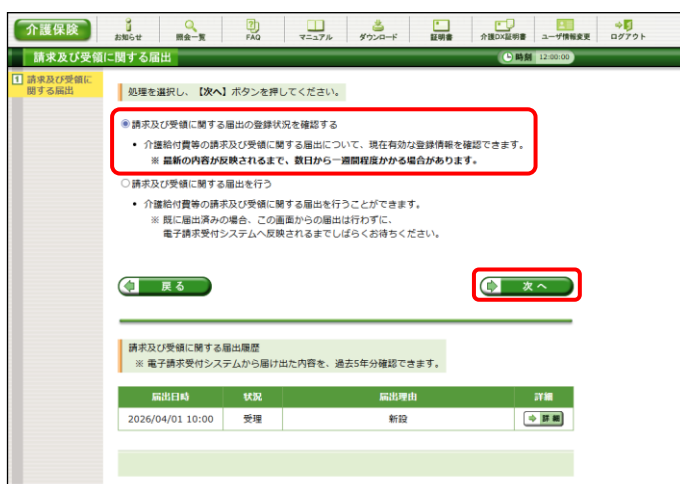 介護保険
お知らせ
照会一覧
FAQ
マニュアル
ダウンロード
証明書
介護DX証明書
ユーザ情報変更
ログアウト
請求及び受領に関する届出
時刻 12:00:00
1 請求及び受領に
関する届出
処理を選択し、【次へ】ボタンを押してください。
請求及び受領に関する届出の登録状況を確認する
• 介護給付費等の請求及び受領に関する届出について、現在有効な登録情報を確認できます。
※ 最新の内容が反映されるまで、数日から一週間程度かかる場合があります。
請求及び受領に関する届出を行う
• 介護給付費等の請求及び受領に関する届出を行うことができます。
※ 既に届出済みの場合、この画面からの届出は行わずに、
電子請求受付システムへ反映されるまでしばらくお待ちください。
戻る
次へ
請求及び受領に関する届出履歴
※ 電子請求受付システムから届け出た内容を、過去5年分確認できます。
届出日時 状況 届出理由 詳細
2026/04/01 10:00 受理 新設 詳細